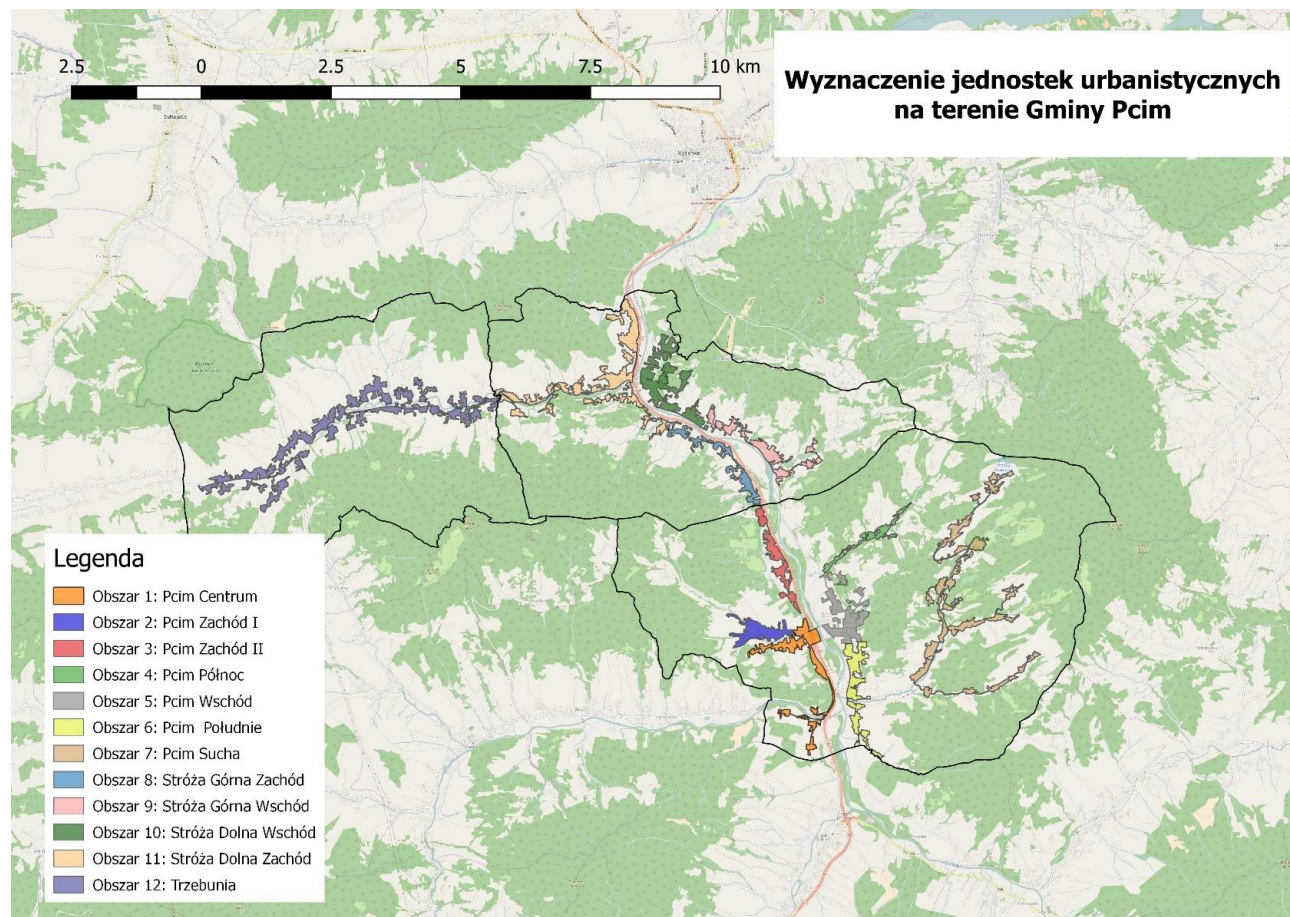 2.5 0 2.5 5 7.5 10 km
Wyznaczenie jednostek urbanistycznych
na terenie Gminy Pcim
Legenda
Obszar 1: Pcim Centrum
Obszar 2: Pcim Zachód I
Obszar 3: Pcim Zachód II
Obszar 4: Pcim Północ
Obszar 5: Pcim Wschód
Obszar 6: Pcim Południe
Obszar 7: Pcim Sucha
Obszar 8: Stróża Górna Zachód
Obszar 9: Stróża Górna Wschód
Obszar 10: Stróża Dolna Wschód
Obszar 11: Stróża Dolna Zachód
Obszar 12: Trzebunia